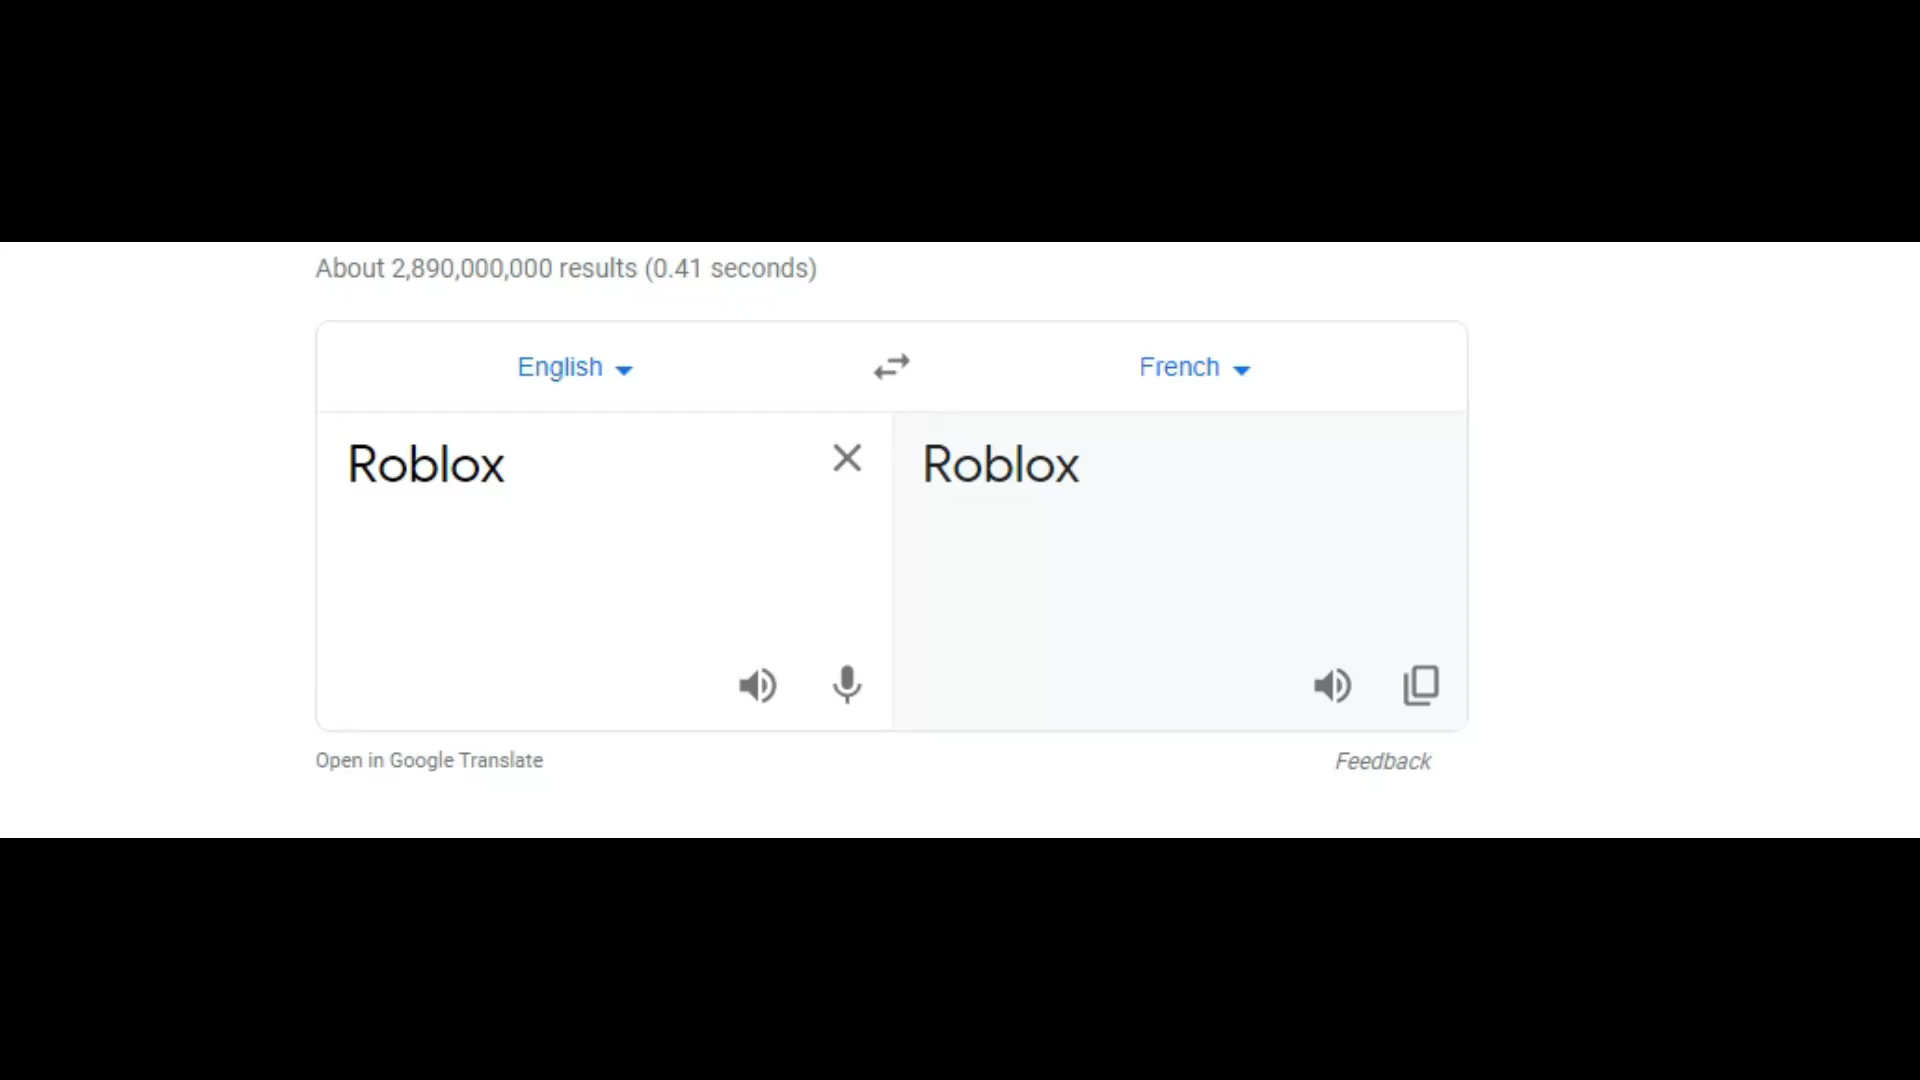 About 2,890,000,000 results (0.41 seconds)
English French
Roblox Roblox
Open in Google Translate Feedback